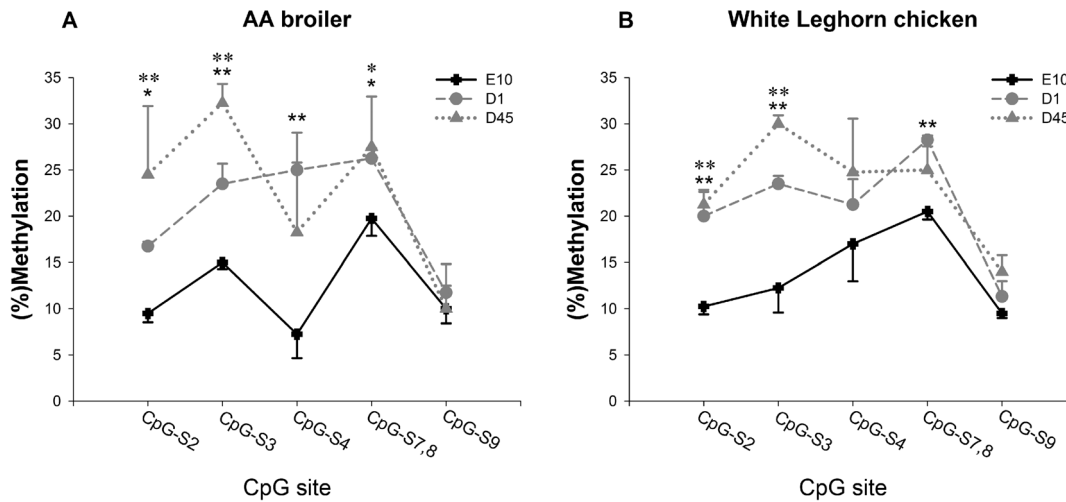 A AA broiler
** ** * **
* ** ** *
E10
D1
D45
35
30
25
20
15
10
5
0
(%)Methylation
CpG-S2 CpG-S3 CpG-S4 CpG-S7,8 CpG-S9
CpG site
B White Leghorn chicken
** ** **
** **
E10
D1
D45
35
30
25
20
15
10
5
0
(%)Methylation
CpG-S2 CpG-S3 CpG-S4 CpG-S7,8 CpG-S9
CpG site